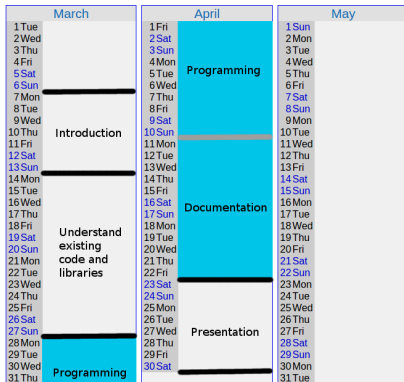 March
1 Tue
2 Wed
3 Thu
4 Fri
5 Sat
6 Sun
7 Mon
8 Tue
9 Wed
10 Thu
11 Fri
12 Sat
13 Sun
14 Mon
15 Tue
16 Wed
17 Thu
18 Fri
19 Sat
20 Sun
21 Mon
22 Tue
23 Wed
24 Thu
25 Fri
26 Sat
27 Sun
28 Mon
29 Tue
30 Wed
31 Thu
Introduction
Understand
existing
code and
libraries
Programming
April
1 Fri
2 Sat
3 Sun
4 Mon
5 Tue
6 Wed
7 Thu
8 Fri
9 Sat
10 Sun
11 Mon
12 Tue
13 Wed
14 Thu
15 Fri
16 Sat
17 Sun
18 Mon
19 Tue
20 Wed
21 Thu
22 Fri
23 Sat
24 Sun
25 Mon
26 Tue
27 Wed
28 Thu
29 Fri
30 Sat
Programming
Documentation
Presentation
May
1 Sun
2 Mon
3 Tue
4 Wed
5 Thu
6 Fri
7 Sat
8 Sun
9 Mon
10 Tue
11 Wed
12 Thu
13 Fri
14 Sat
15 Sun
16 Mon
17 Tue
18 Wed
19 Thu
20 Fri
21 Sat
22 Sun
23 Mon
24 Tue
25 Wed
26 Thu
27 Fri
28 Sat
29 Sun
30 Mon
31 Tue